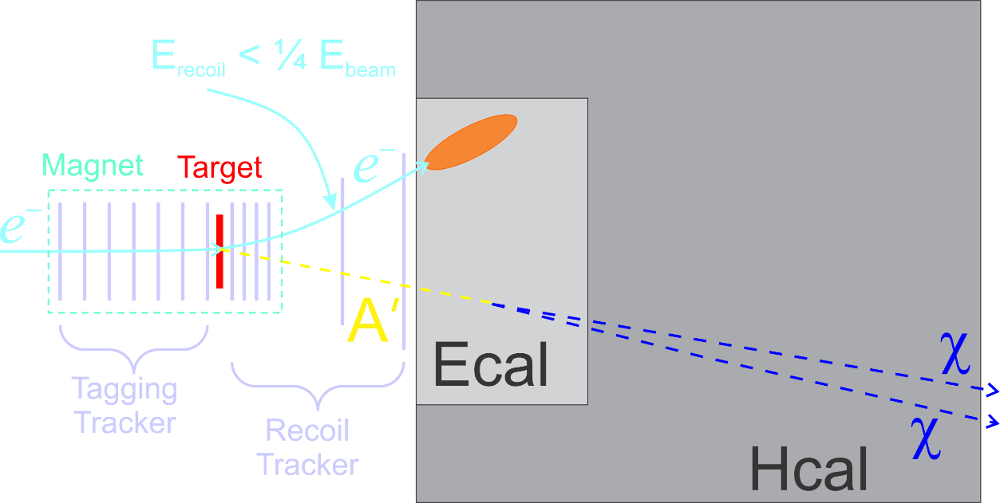 E_recoil < ¼ E_beam
Magnet
Target
e⁻
e⁻
A′
Ecal
χ
χ
Hcal
Tagging
Tracker
Recoil
Tracker